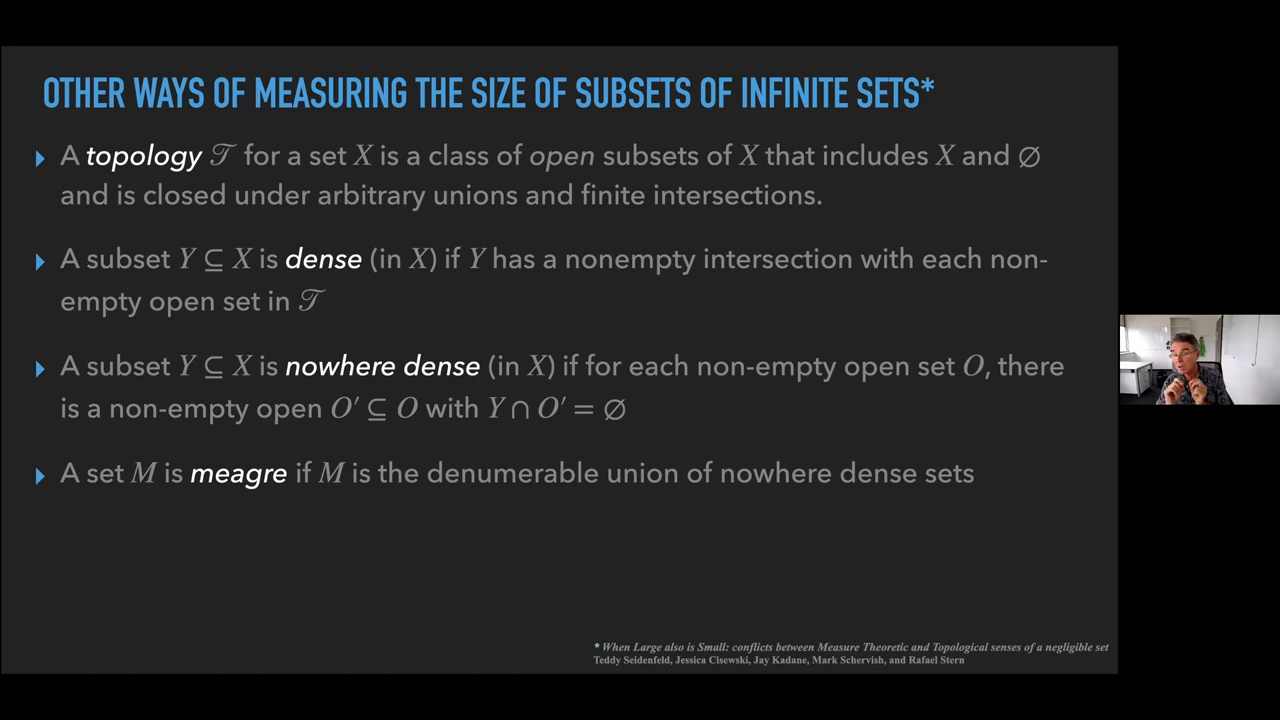 OTHER WAYS OF MEASURING THE SIZE OF SUBSETS OF INFINITE SETS*
▸ A topology 𝒯 for a set X is a class of open subsets of X that includes X and ∅
and is closed under arbitrary unions and finite intersections.
▸ A subset Y ⊆ X is dense (in X) if Y has a nonempty intersection with each non-
empty open set in 𝒯
▸ A subset Y ⊆ X is nowhere dense (in X) if for each non-empty open set O, there
is a non-empty open O′ ⊆ O with Y ∩ O′ = ∅
▸ A set M is meagre if M is the denumerable union of nowhere dense sets
* When Large also is Small: conflicts between Measure Theoretic and Topological senses of a negligible set
Teddy Seidenfeld, Jessica Cisewski, Jay Kadane, Mark Schervish, and Rafael Stern